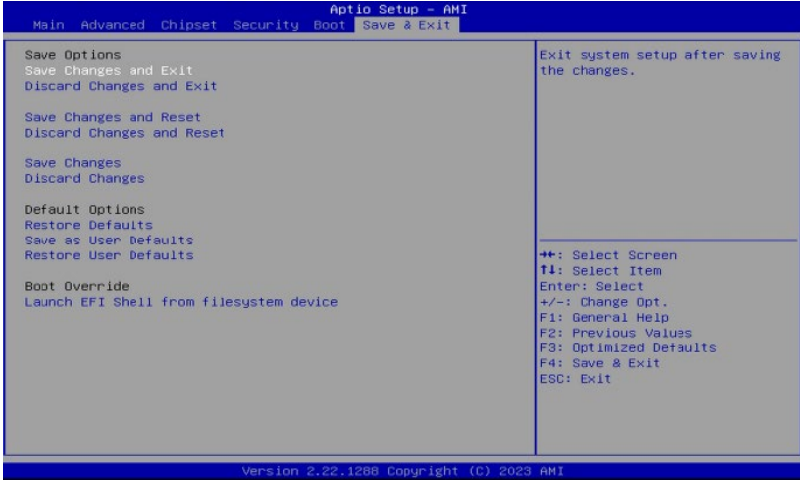 Aptio Setup - AMI
Main Advanced Chipset Security Boot Save & Exit
Save Options
Save Changes and Exit
Discard Changes and Exit
Save Changes and Reset
Discard Changes and Reset
Save Changes
Discard Changes
Default Options
Restore Defaults
Save as User Defaults
Restore User Defaults
Boot Override
Launch EFI Shell from filesystem device
Exit system setup after saving
the changes.
→←: Select Screen
↑↓: Select Item
Enter: Select
+/-: Change Opt.
F1: General Help
F2: Previous Values
F3: Optimized Defaults
F4: Save & Exit
ESC: Exit
Version 2.22.1288 Copyright (C) 2023 AMI